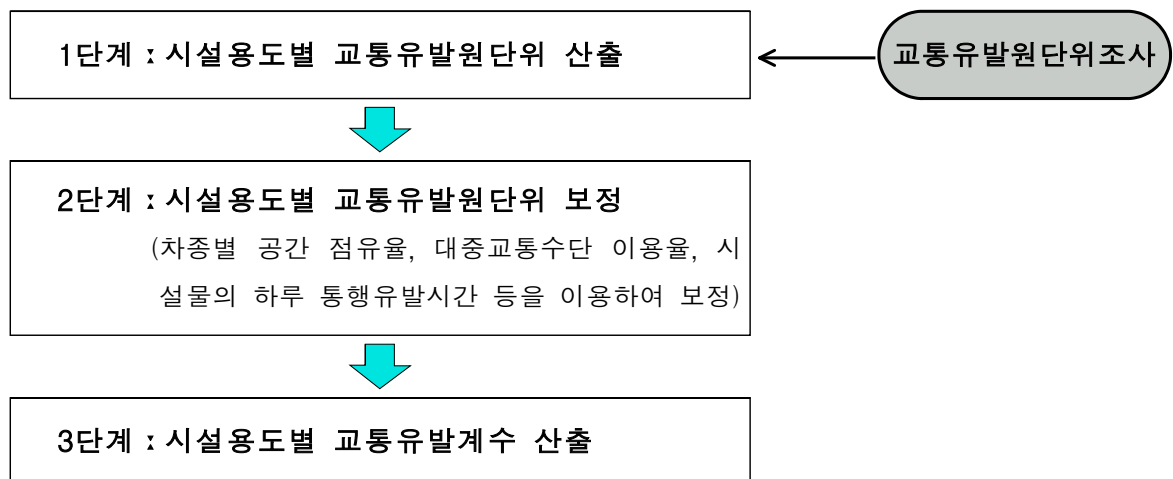 1단계 : 시설용도별 교통유발원단위 산출
교통유발원단위조사
2단계 : 시설용도별 교통유발원단위 보정
(차종별 공간 점유율, 대중교통수단 이용율, 시
설물의 하루 통행유발시간 등을 이용하여 보정)
3단계 : 시설용도별 교통유발계수 산출